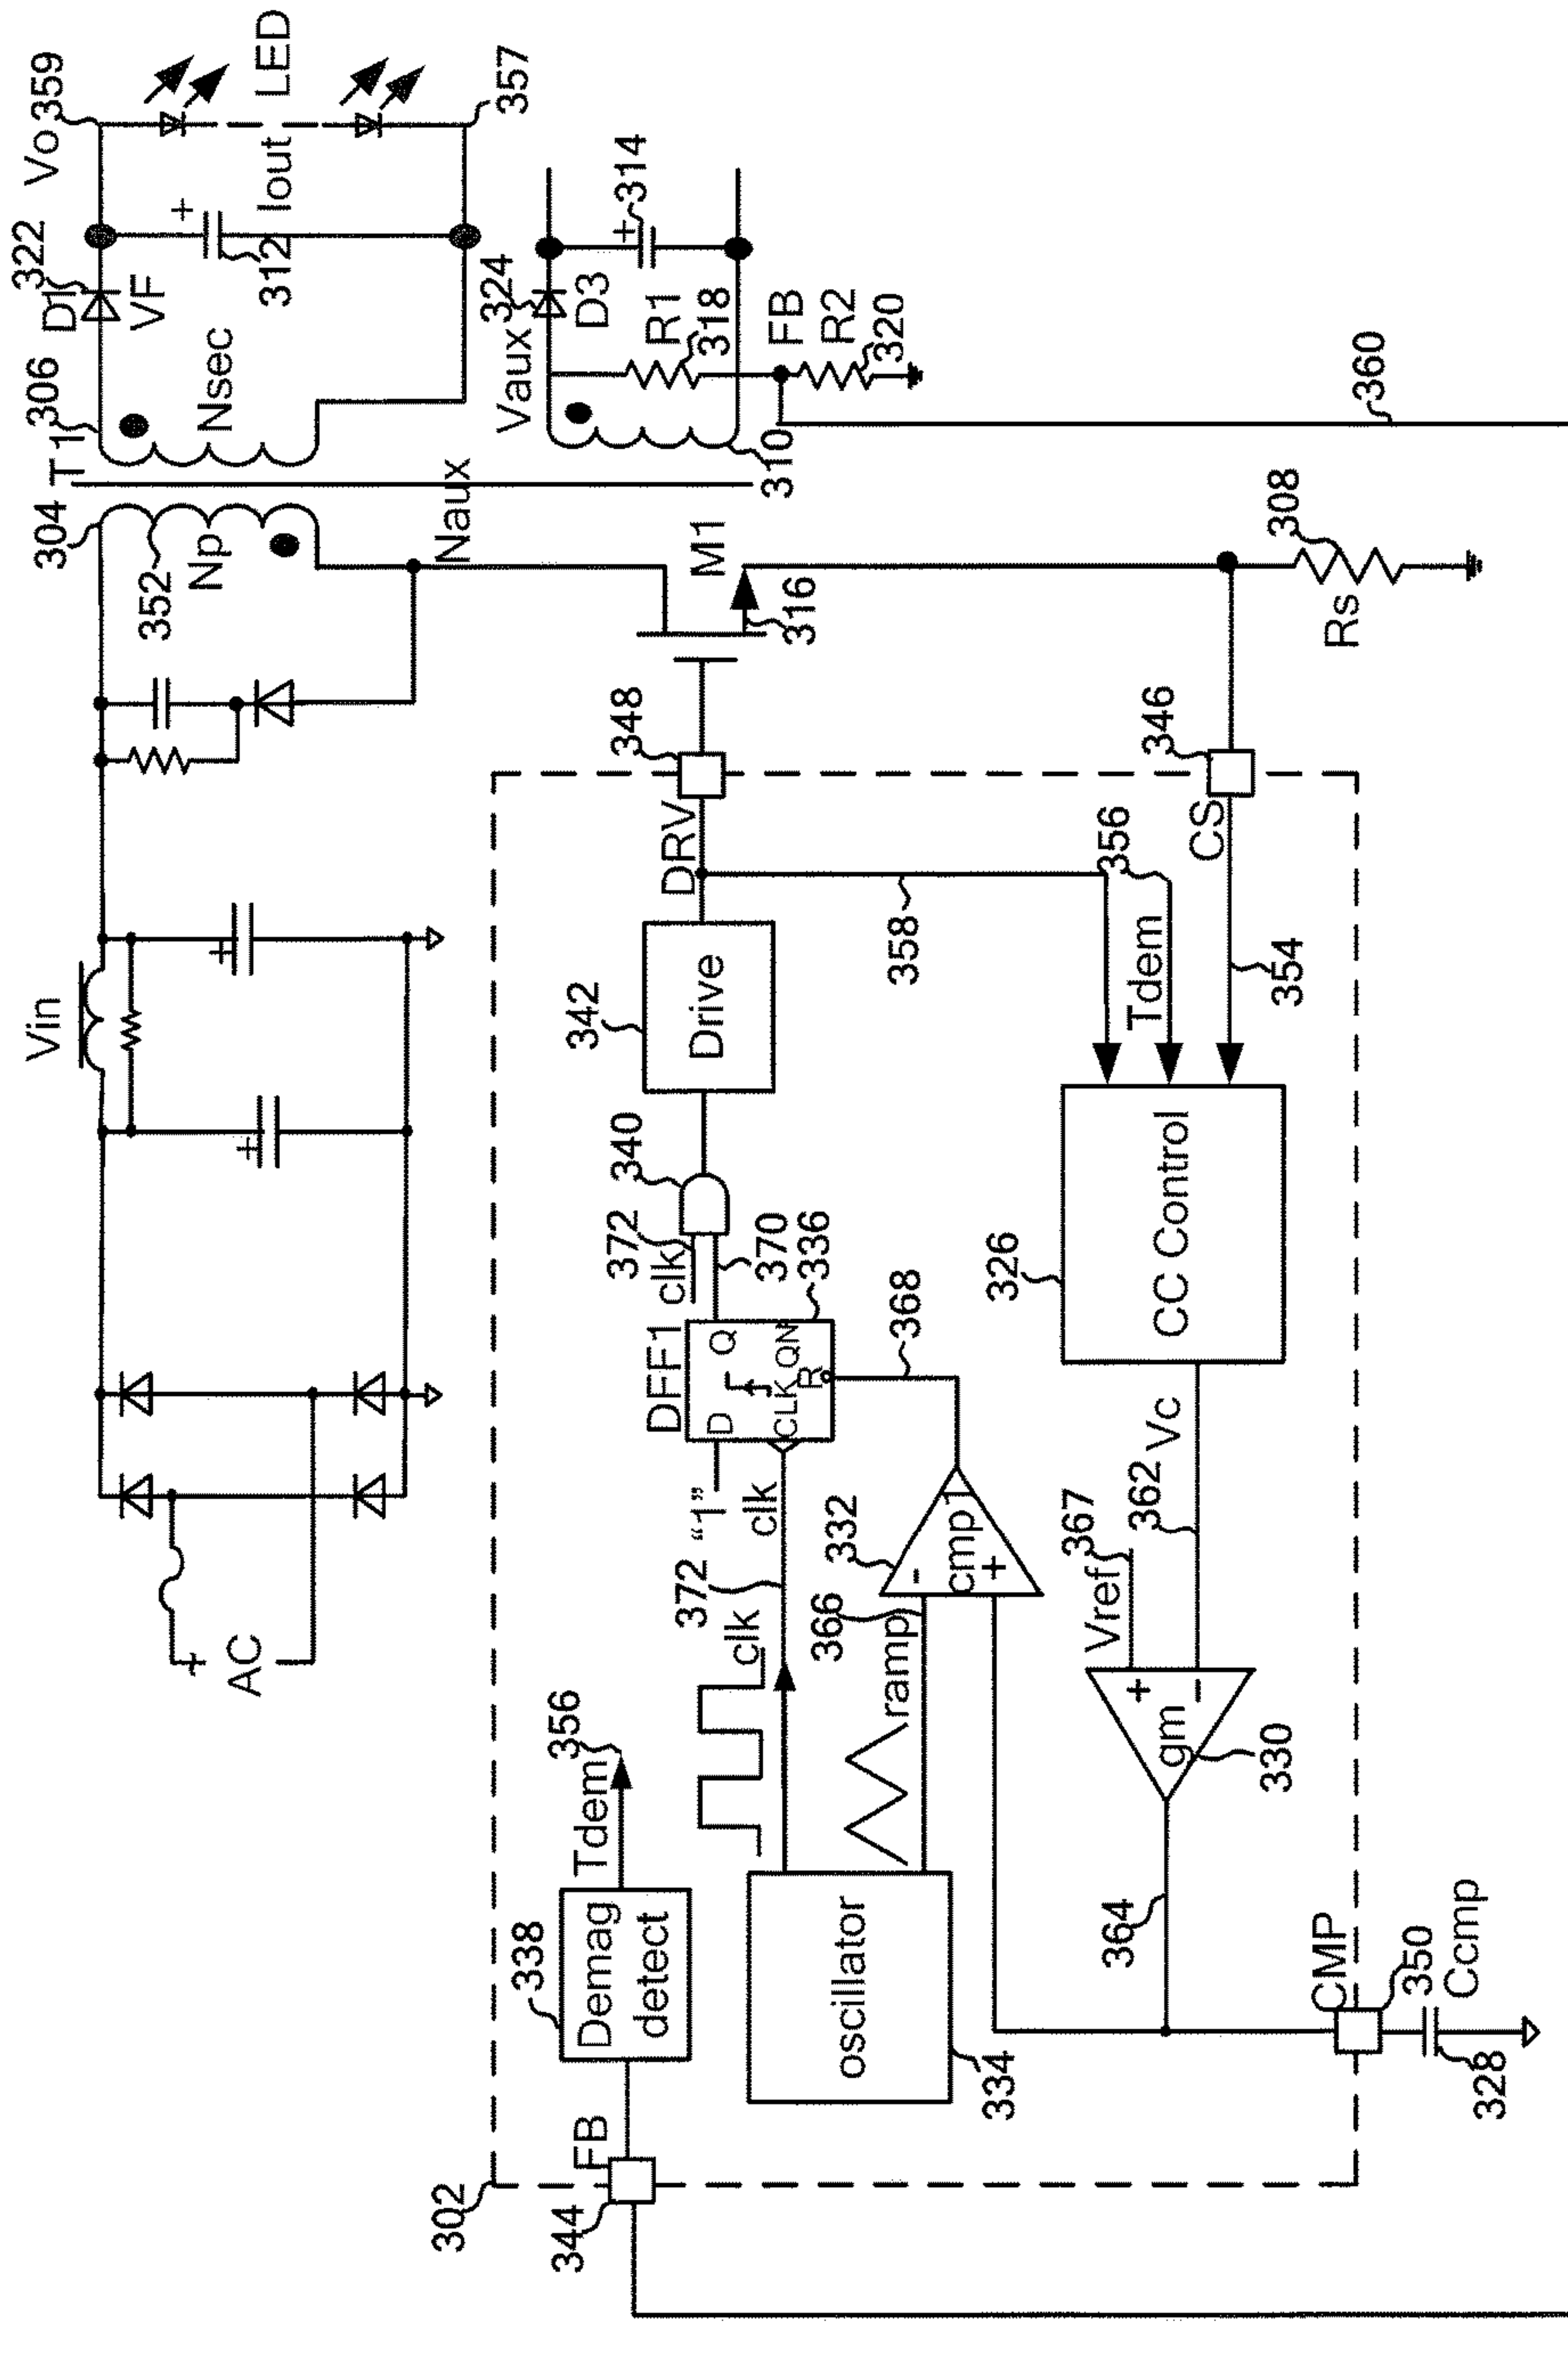 AC
+
Vin
+
+
304
T1
306
D1
322
Vo
359
VF
352
Np
Nsec
312
+
Iout
LED
357
Naux
Vaux
324
D3
+
314
R1
318
FB
R2
320
310
M1
316
308
Rs
360
302
344
FB
338
Demag
detect
Tdem
356
oscillator
334
clk
372
clk
ramp
366
"1"
DFF1
D
Q
CLK
QN
R
336
372
clk
370
340
342
Drive
DRV
348
358
368
332
-
cmp1
+
326
CC Control
Tdem
356
CS
346
354
Vc
362
Vref
367
+
-
gm
330
364
CMP
350
Ccmp
328